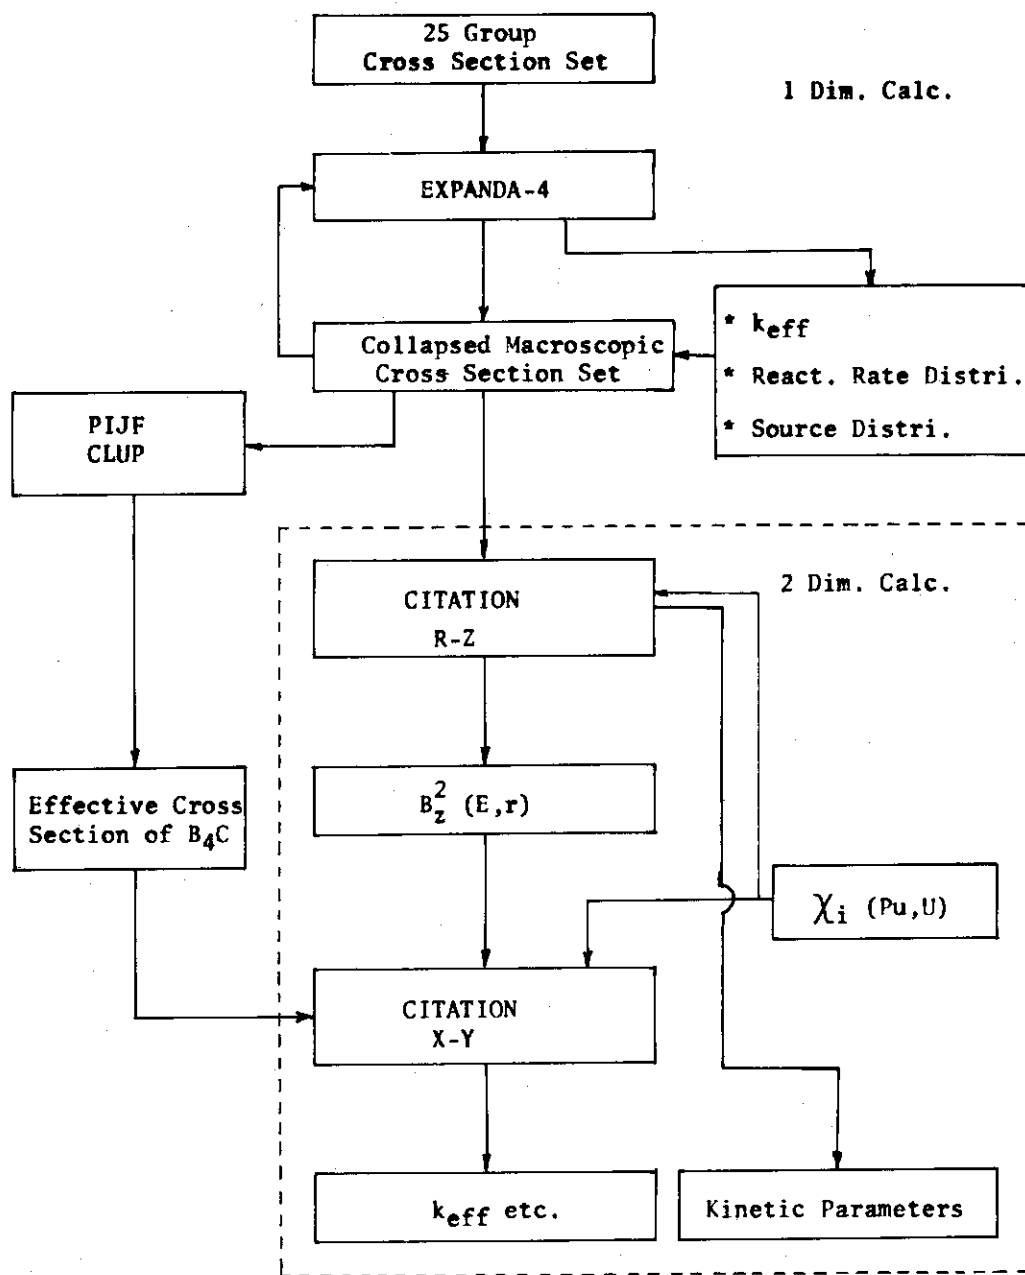 25 Group
Cross Section Set
1 Dim. Calc.
EXPANDA-4
* keff
* React. Rate Distri.
* Source Distri.
Collapsed Macroscopic
Cross Section Set
PIJF
CLUP
2 Dim. Calc.
CITATION
R-Z
B_z^2 (E,r)
Effective Cross
Section of B4C
χi (Pu,U)
CITATION
X-Y
keff etc.
Kinetic Parameters